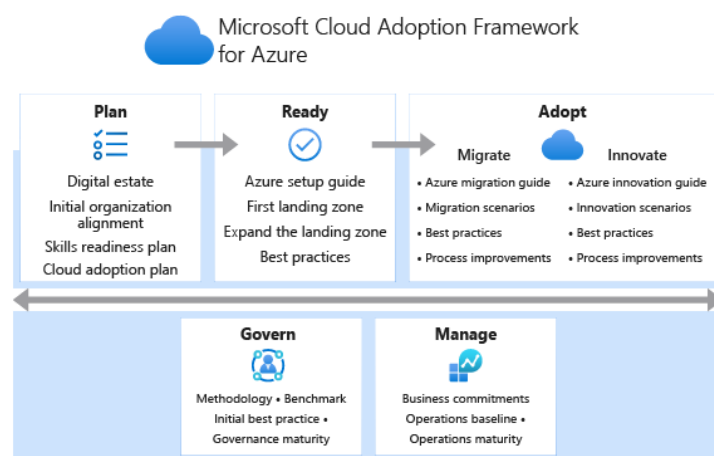 Microsoft Cloud Adoption Framework
for Azure
Plan
Digital estate
Initial organization
alignment
Skills readiness plan
Cloud adoption plan
Ready
Azure setup guide
First landing zone
Expand the landing zone
Best practices
Adopt
Migrate
• Azure migration guide
• Migration scenarios
• Best practices
• Process improvements
Innovate
• Azure innovation guide
• Innovation scenarios
• Best practices
• Process improvements
Govern
Methodology • Benchmark
Initial best practice •
Governance maturity
Manage
Business commitments
Operations baseline •
Operations maturity